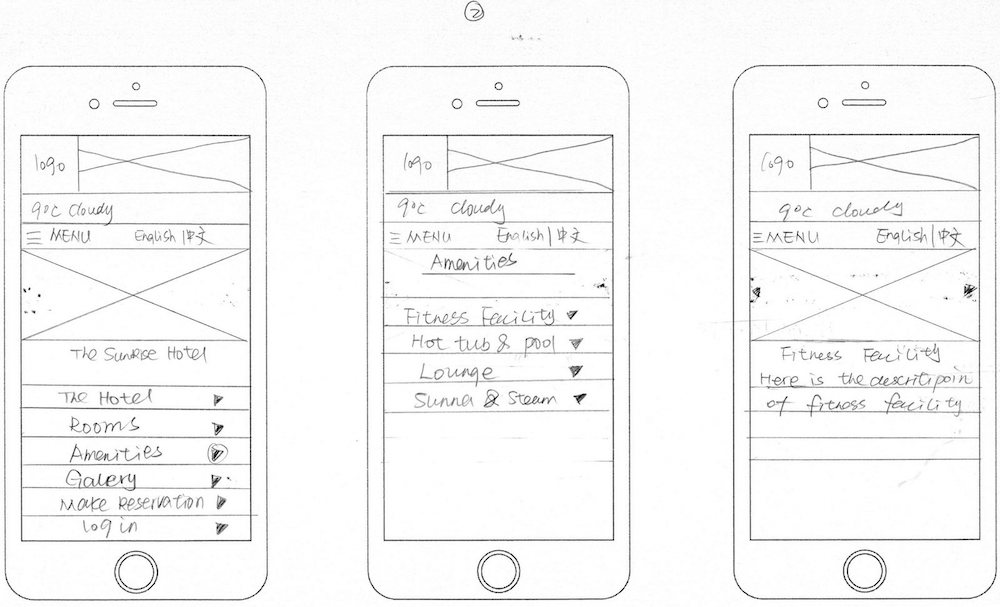 2
logo
9°C Cloudy
MENU English | 中文
The Sunrise Hotel
The Hotel
Rooms
Amenities
Galery
Make Reservation
log in
logo
9°C Cloudy
MENU English | 中文
Amenities
Fitness Facility
Hot tub & pool
Lounge
Sunna & Steam
logo
9°C Cloudy
MENU English | 中文
Fitness Facility
Here is the descritipoin
of fitness facility